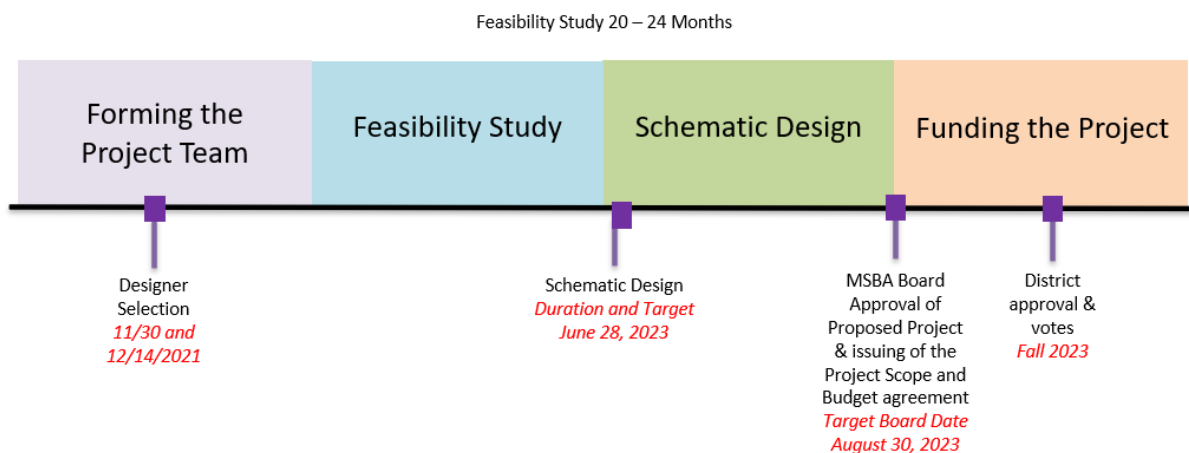 Feasibility Study 20 – 24 Months
Forming the
Project Team
Feasibility Study
Schematic Design
Funding the Project
Designer
Selection
11/30 and
12/14/2021
Schematic Design
Duration and Target
June 28, 2023
MSBA Board
Approval of
Proposed Project
& issuing of the
Project Scope and
Budget agreement
Target Board Date
August 30, 2023
District
approval &
votes
Fall 2023